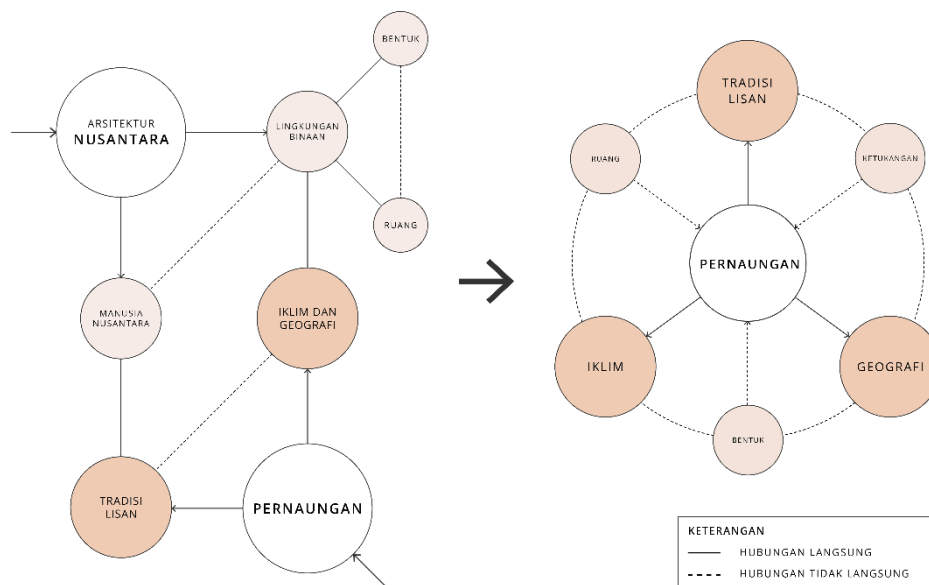 BENTUK
ARSITEKTUR
NUSANTARA
LINGKUNGAN
BINAAN
RUANG
MANUSIA
NUSANTARA
IKLIM DAN
GEOGRAFI
TRADISI
LISAN
PERNAUNGAN
TRADISI
LISAN
RUANG
KETUKANGAN
PERNAUNGAN
IKLIM
GEOGRAFI
BENTUK
KETERANGAN
HUBUNGAN LANGSUNG
HUBUNGAN TIDAK LANGSUNG